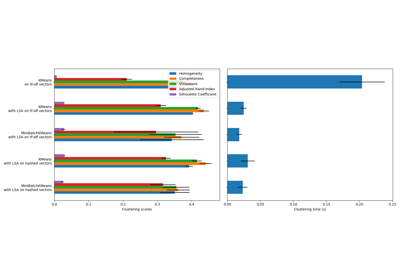 Homogeneity
Completeness
V-measure
Adjusted Rand-Index
Silhouette Coefficient
KMeans
on tf-idf vectors
KMeans
with LSA on tf-idf vectors
MiniBatchKMeans
with LSA on tf-idf vectors
KMeans
with LSA on hashed vectors
MiniBatchKMeans
with LSA on hashed vectors
0.0 0.1 0.2 0.3 0.4
Clustering scores
0.00 0.05 0.10 0.15 0.20 0.25
Clustering time (s)